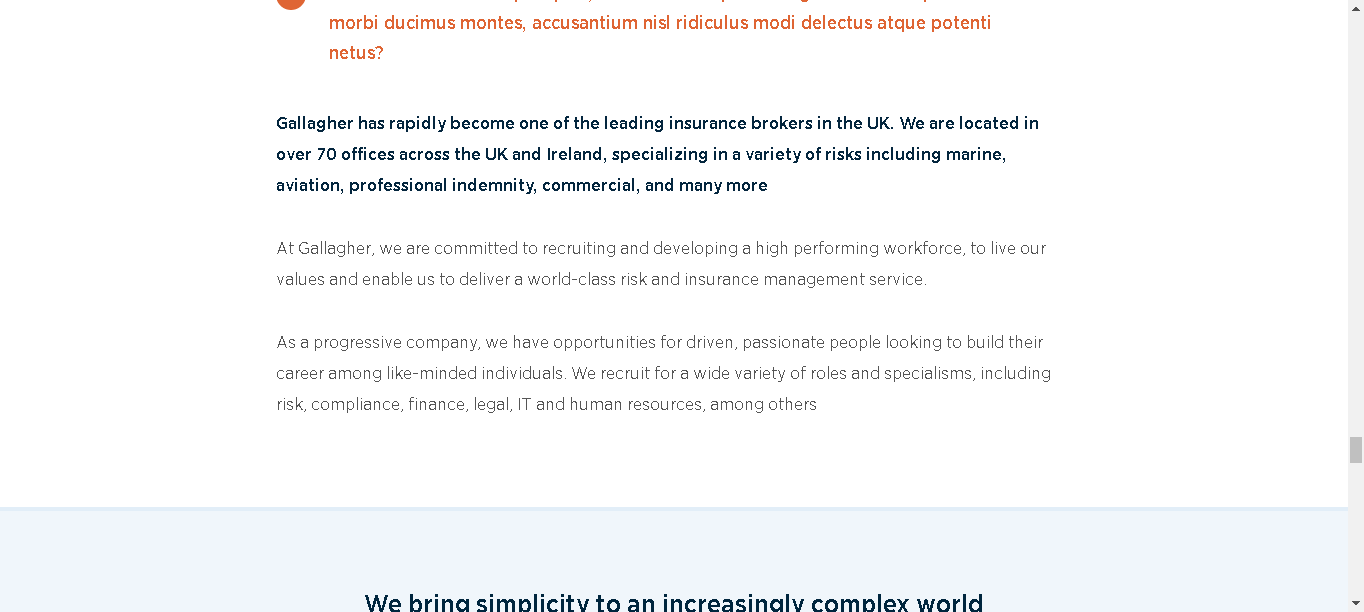 morbi ducimus montes, accusantium nisl ridiculus modi delectus atque potenti
netus?
Gallagher has rapidly become one of the leading insurance brokers in the UK. We are located in
over 70 offices across the UK and Ireland, specializing in a variety of risks including marine,
aviation, professional indemnity, commercial, and many more
At Gallagher, we are committed to recruiting and developing a high performing workforce, to live our
values and enable us to deliver a world-class risk and insurance management service.
As a progressive company, we have opportunities for driven, passionate people looking to build their
career among like-minded individuals. We recruit for a wide variety of roles and specialisms, including
risk, compliance, finance, legal, IT and human resources, among others
We bring simplicity to an increasingly complex world